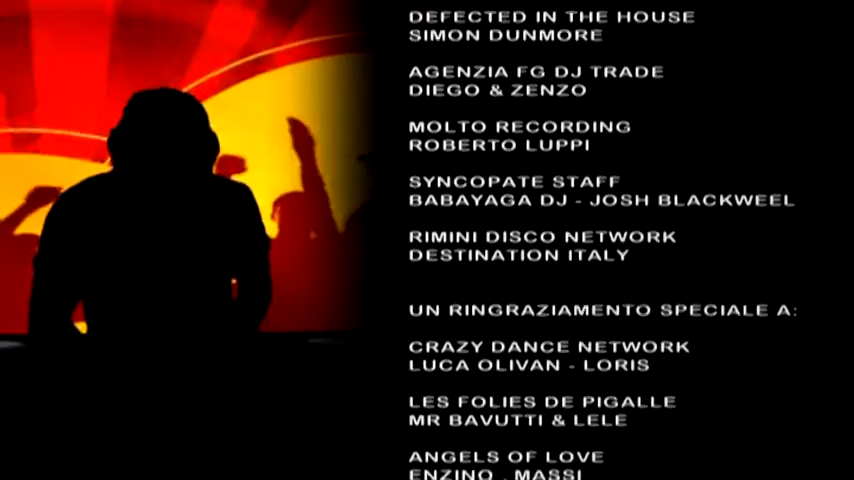 DEFECTED IN THE HOUSE
SIMON DUNMORE
AGENZIA FG DJ TRADE
DIEGO & ZENZO
MOLTO RECORDING
ROBERTO LUPPI
SYNCOPATE STAFF
BABAYAGA DJ - JOSH BLACKWEEL
RIMINI DISCO NETWORK
DESTINATION ITALY
UN RINGRAZIAMENTO SPECIALE A:
CRAZY DANCE NETWORK
LUCA OLIVAN - LORIS
LES FOLIES DE PIGALLE
MR BAVUTTI & LELE
ANGELS OF LOVE
ENZINO . MASSI